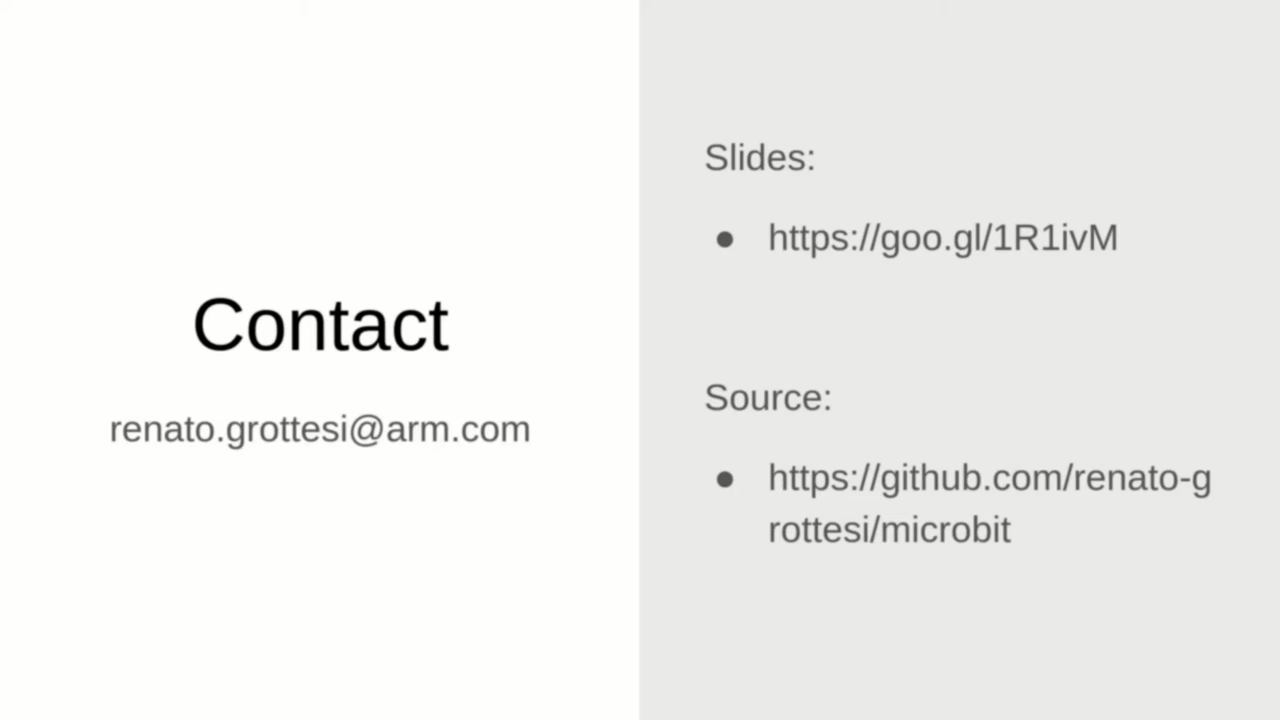 Contact
renato.grottesi@arm.com
Slides:
● https://goo.gl/1R1ivM
Source:
● https://github.com/renato-g
rottesi/microbit